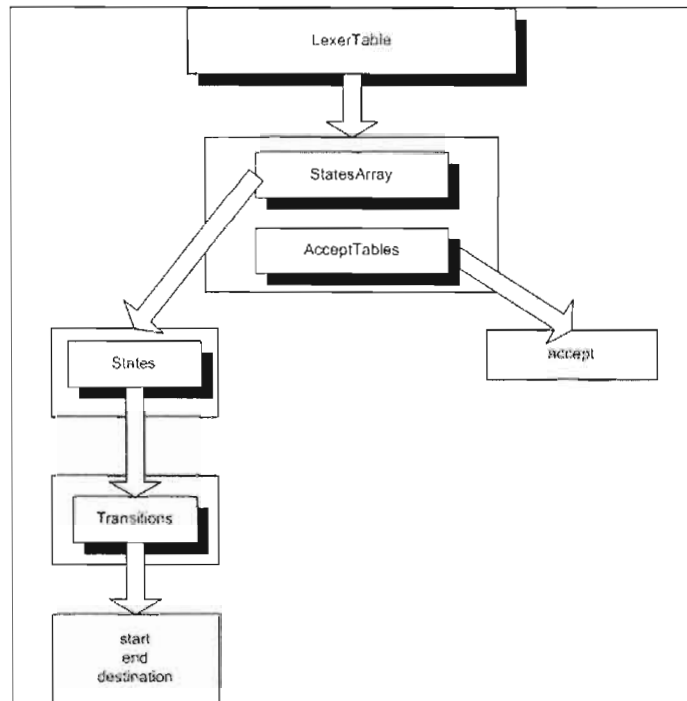 LexerTable
StatesArray
AcceptTables
States
accept
Transitions
start
end
destination